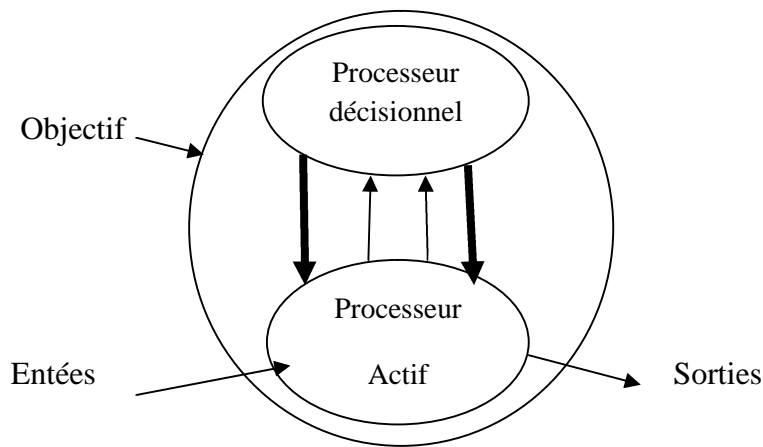 Processeur
décisionnel
Objectif
Processeur
Actif
Entées
Sorties